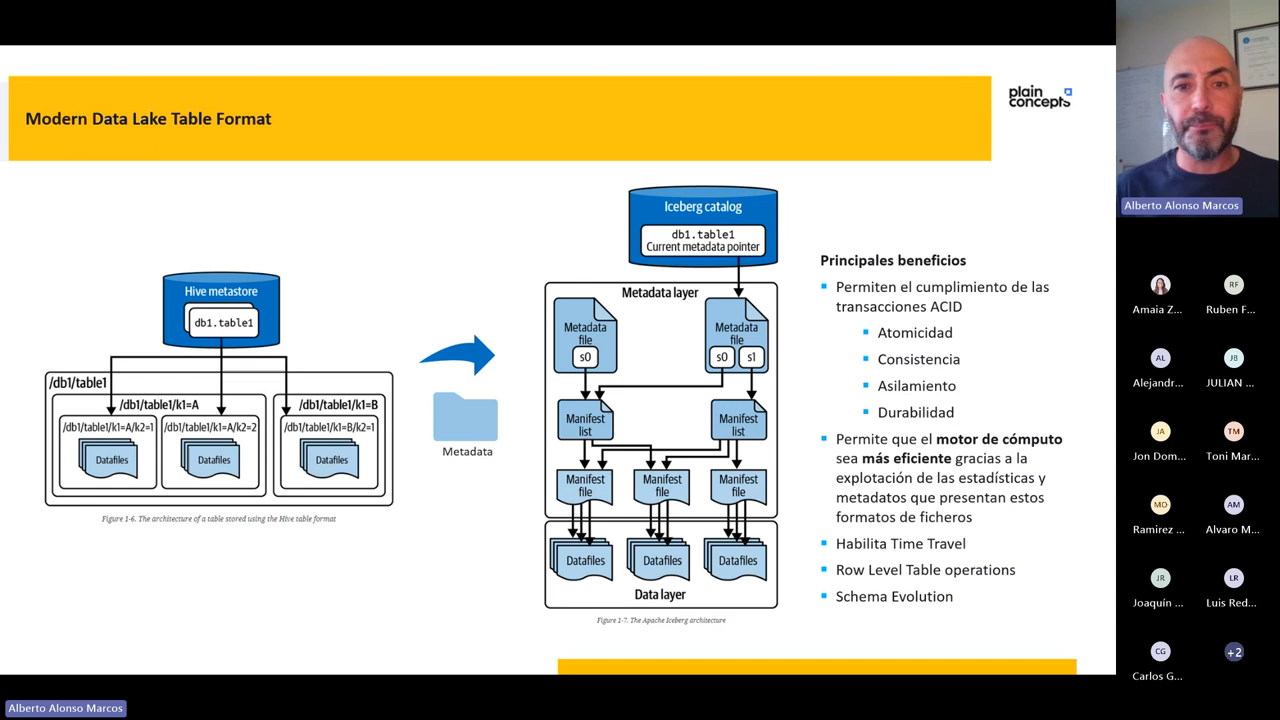 Modern Data Lake Table Format
plain
concepts
Hive metastore
db1.table1
/db1/table1
/db1/table1/k1=A
/db1/table1/k1=B
/db1/table1/k1=A/k2=1
/db1/table1/k1=A/k2=2
/db1/table1/k1=B/k2=1
Datafiles
Datafiles
Datafiles
Figure 1-6. The architecture of a table stored using the Hive table format
Metadata
Iceberg catalog
db1.table1
Current metadata pointer
Metadata layer
Metadata
file
s0
Metadata
file
s0
s1
Manifest
list
Manifest
list
Manifest
file
Manifest
file
Manifest
file
Datafiles
Datafiles
Datafiles
Data layer
Figure 1-7. The Apache Iceberg architecture
Principales beneficios
Permiten el cumplimiento de las
transacciones ACID
Atomicidad
Consistencia
Asilamiento
Durabilidad
Permite que el motor de cómputo
sea más eficiente gracias a la
explotación de las estadísticas y
metadatos que presentan estos
formatos de ficheros
Habilita Time Travel
Row Level Table operations
Schema Evolution
Alberto Alonso Marcos
Amaia Z...
RF
Ruben F...
AL
Alejandr...
JB
JULIAN ...
JA
Jon Dom...
TM
Toni Mar...
MO
Ramirez ...
AM
Alvaro M...
JR
Joaquín ...
LR
Luis Red...
CG
Carlos G...
+2
Alberto Alonso Marcos